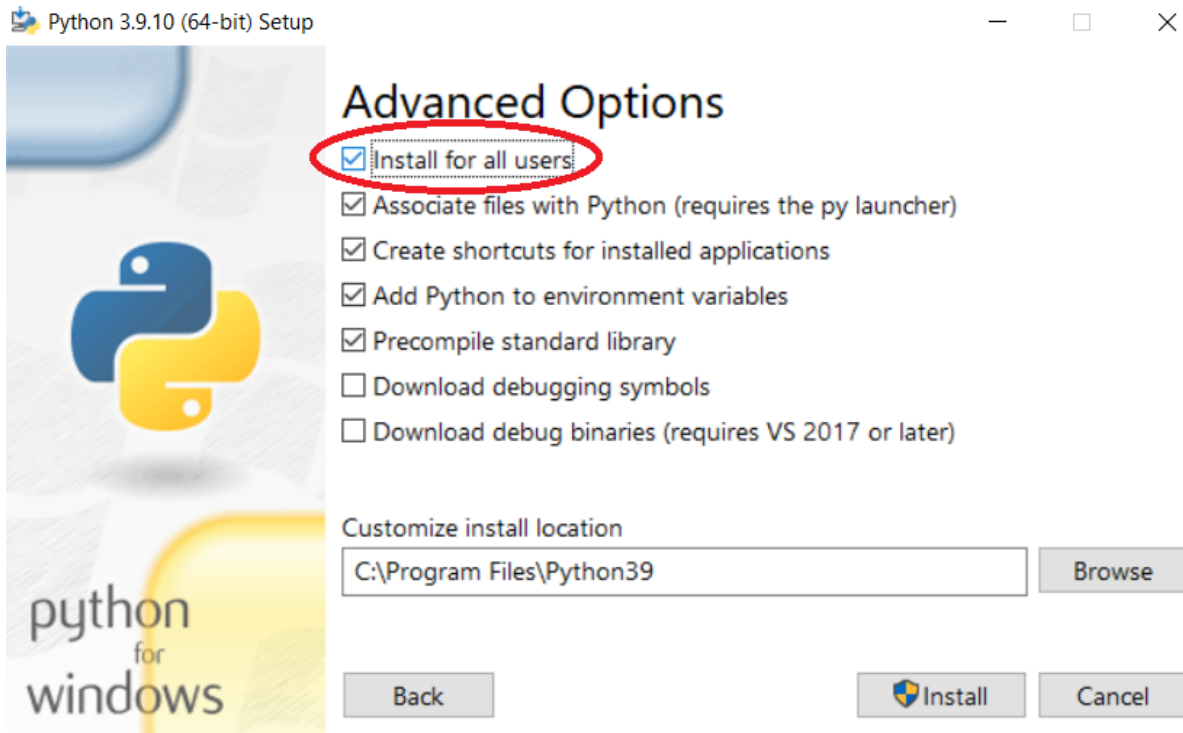 Python 3.9.10 (64-bit) Setup
Advanced Options
Install for all users
Associate files with Python (requires the py launcher)
Create shortcuts for installed applications
Add Python to environment variables
Precompile standard library
Download debugging symbols
Download debug binaries (requires VS 2017 or later)
Customize install location
C:\Program Files\Python39
Browse
python
for
windows
Back
Install
Cancel